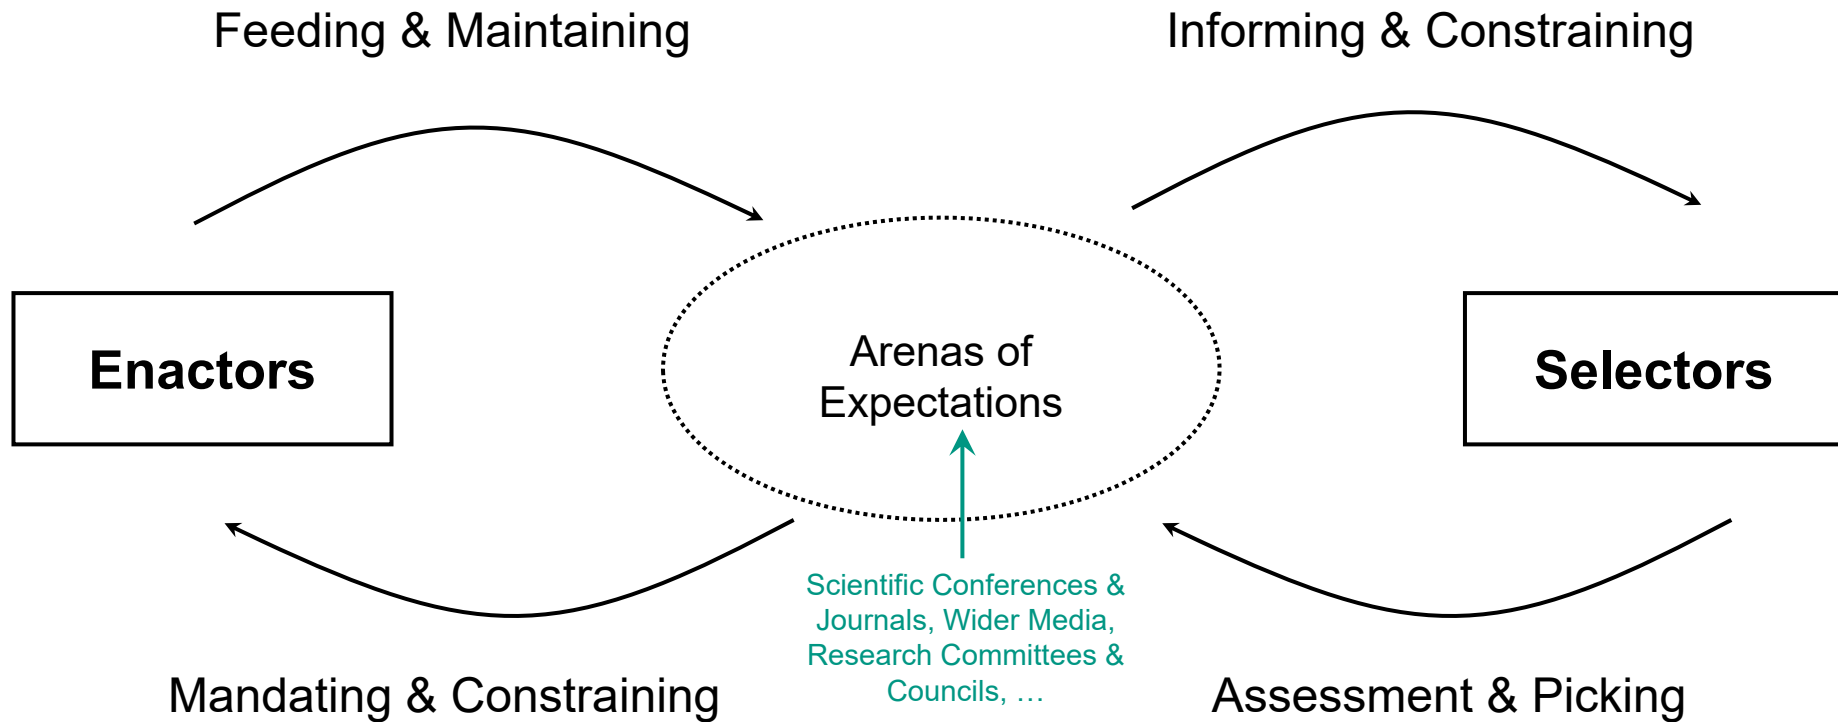 Feeding & Maintaining
Informing & Constraining
Enactors
Arenas of
Expectations
Selectors
Scientific Conferences &
Journals, Wider Media,
Research Committees &
Councils, …
Mandating & Constraining
Assessment & Picking